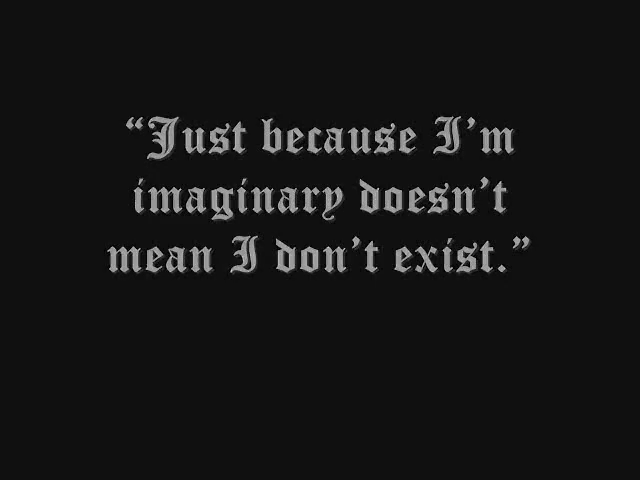 “Just because I’m
imaginary doesn’t
mean I don’t exist.”